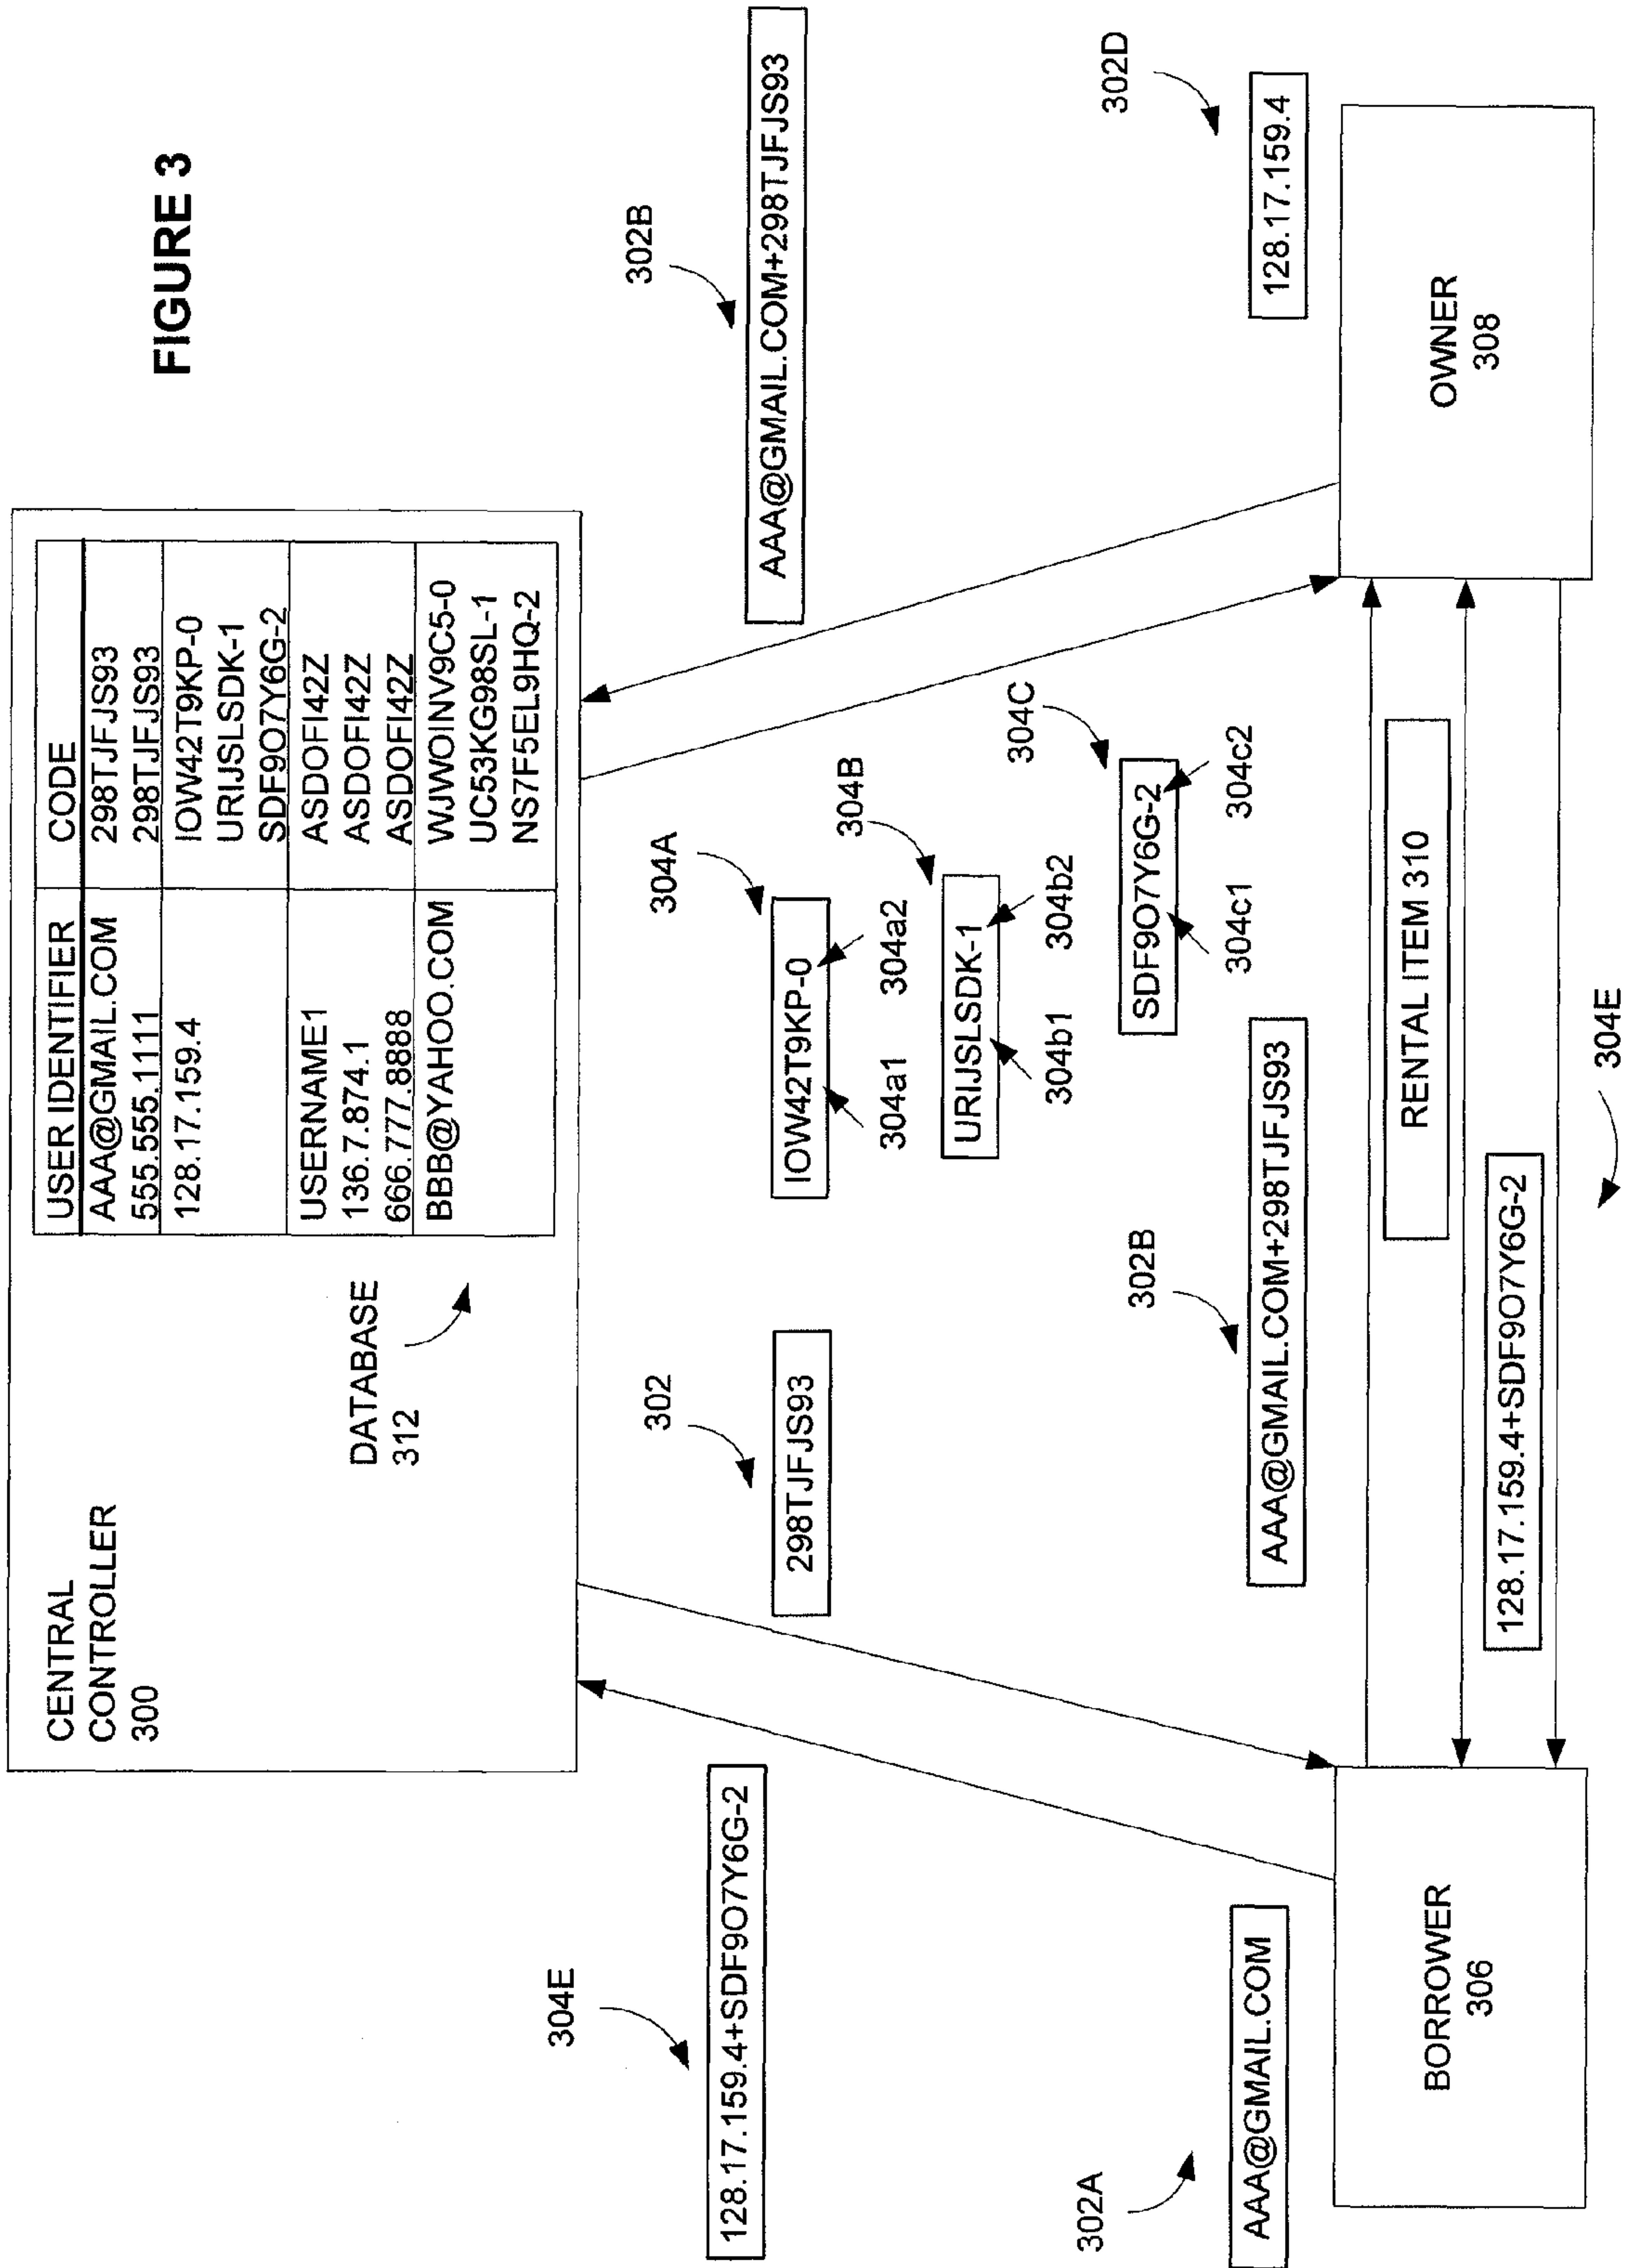 FIGURE 3
CENTRAL
CONTROLLER
300
DATABASE
312
USER IDENTIFIER CODE
AAA@GMAIL.COM 298TJFJS93
555.555.1111 298TJFJS93
128.17.159.4 IOW42T9KP-0
URIJSLSDK-1
SDF9O7Y6G-2
USERNAME1 ASDOFI42Z
136.7.874.1 ASDOFI42Z
666.777.8888 ASDOFI42Z
BBB@YAHOO.COM WJWOINV9C5-0
UC53KG98SL-1
NS7F5EL9HQ-2
304E
128.17.159.4+SDF9O7Y6G-2
302
298TJFJS93
304A
IOW42T9KP-0
304a1 304a2
304B
URIJSLSDK-1
304b1 304b2
304C
SDF9O7Y6G-2
304c1 304c2
302B
AAA@GMAIL.COM+298TJFJS93
302A
AAA@GMAIL.COM
302B
AAA@GMAIL.COM+298TJFJS93
302D
128.17.159.4
BORROWER
306
RENTAL ITEM 310
128.17.159.4+SDF9O7Y6G-2
304E
OWNER
308